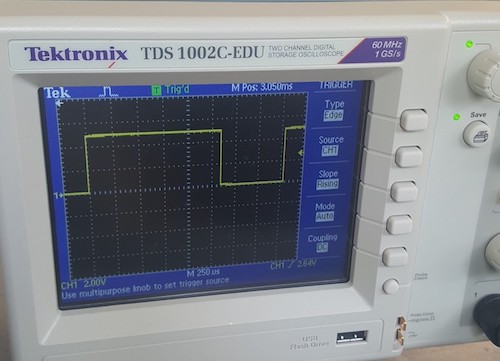 Tektronix TDS 1002C-EDU TWO CHANNEL DIGITAL
STORAGE OSCILLOSCOPE
60 MHz
1 GS/s
Tek T Trig'd M Pos: 3.050ms TRIGGER
Type
Edge
Source
CH1
Slope
Rising
Mode
Auto
Coupling
DC
1
CH1 2.00V M 250us CH1 / 2.64V
Use multipurpose knob to set trigger source
Save
USB
Flash Drive